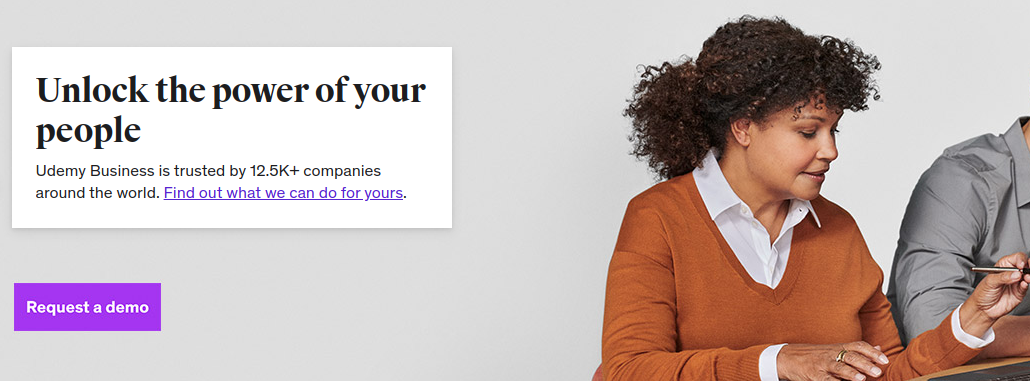 Unlock the power of your
people
Udemy Business is trusted by 12.5K+ companies
around the world. Find out what we can do for yours.
Request a demo